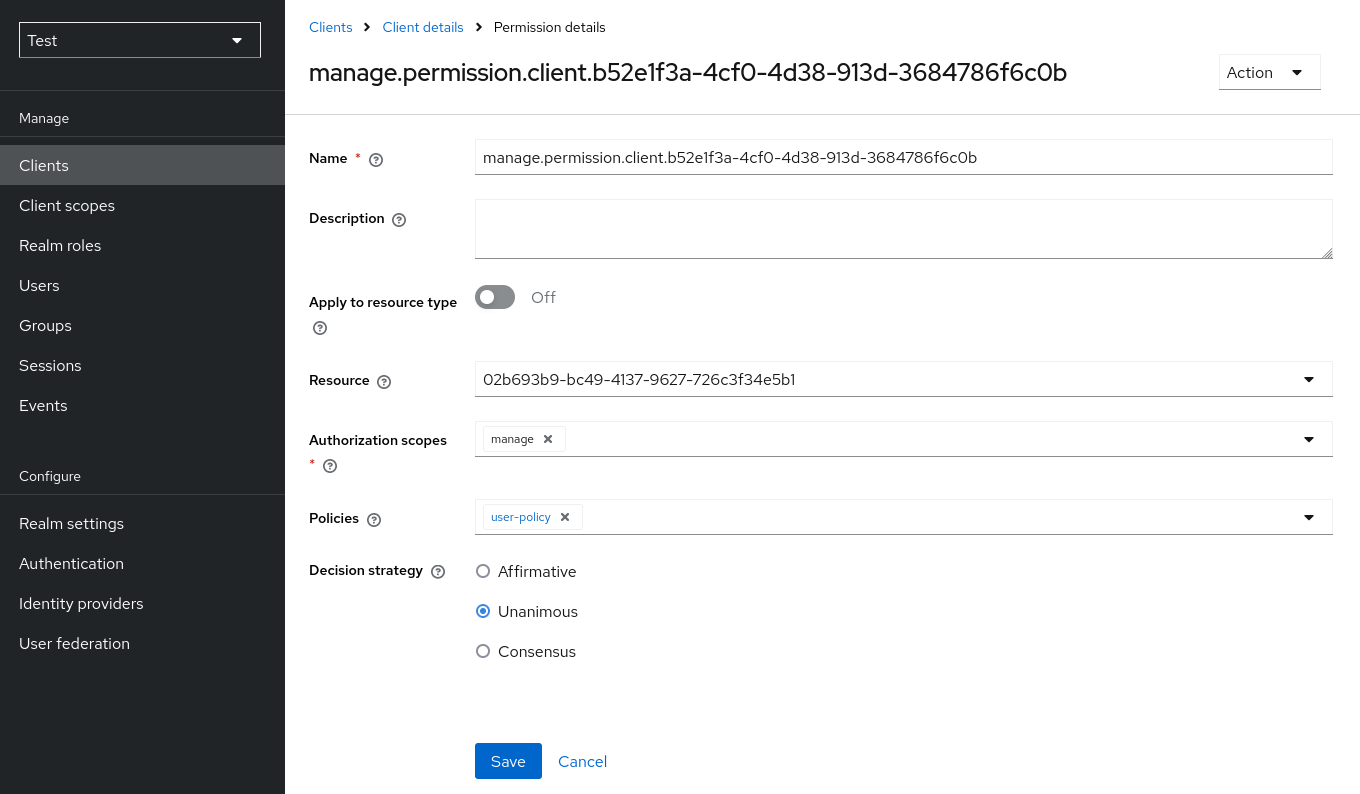 Test
Manage
Clients
Client scopes
Realm roles
Users
Groups
Sessions
Events
Configure
Realm settings
Authentication
Identity providers
User federation
Clients > Client details > Permission details
manage.permission.client.b52e1f3a-4cf0-4d38-913d-3684786f6c0b
Action
Name * ?
manage.permission.client.b52e1f3a-4cf0-4d38-913d-3684786f6c0b
Description ?
Apply to resource type ?
Off
Resource ?
02b693b9-bc49-4137-9627-726c3f34e5b1
Authorization scopes * ?
manage
Policies ?
user-policy
Decision strategy ?
Affirmative
Unanimous
Consensus
Save Cancel